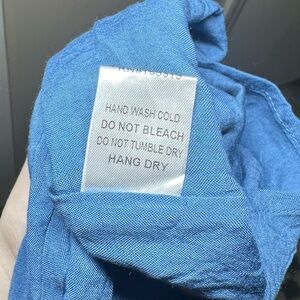 HAND WASH COLD
DO NOT BLEACH
DO NOT TUMBLE DRY
HANG DRY